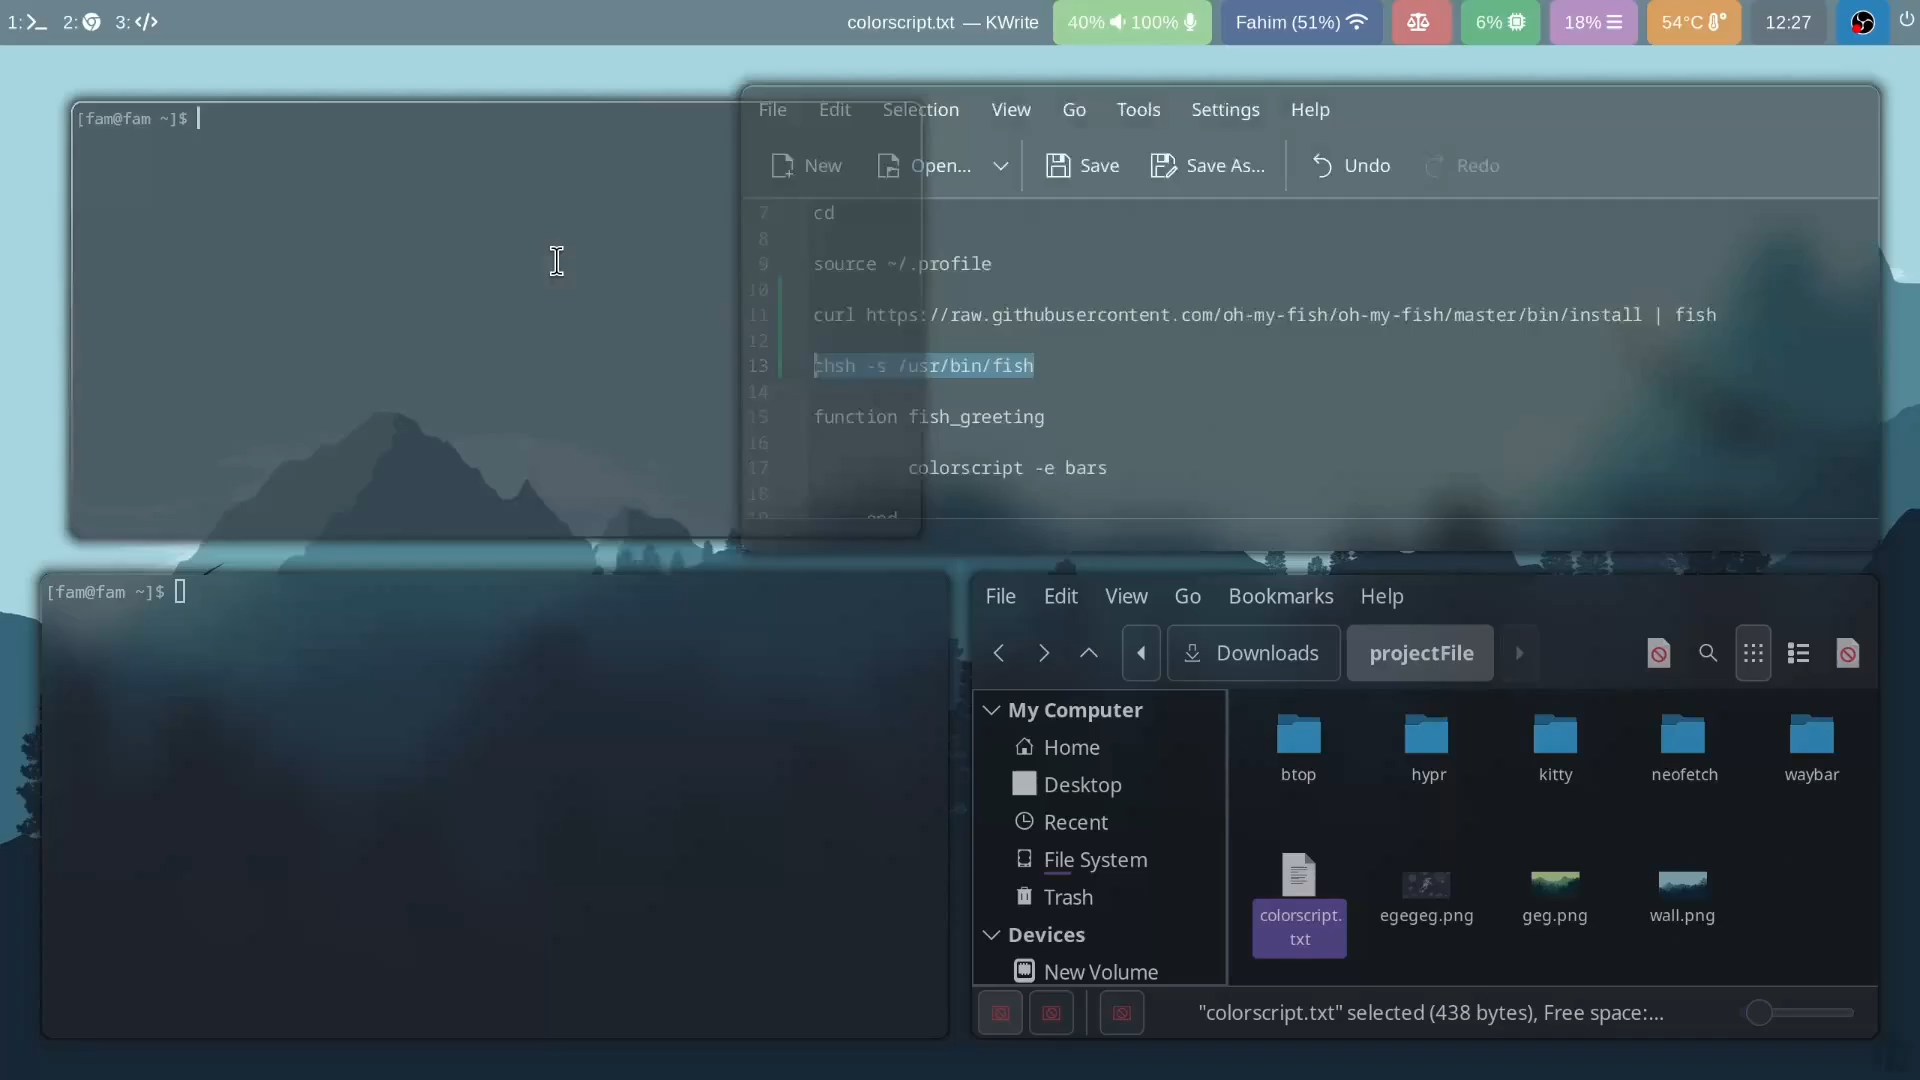 1: 2: 3: colorscript.txt — KWrite 40% 100% Fahim (51%) 6% 18% 54°C 12:27
[fam@fam ~]$
File Edit Selection View Go Tools Settings Help
New Open... Save Save As... Undo Redo
7 cd
8
9 source ~/.profile
10
11 curl https://raw.githubusercontent.com/oh-my-fish/oh-my-fish/master/bin/install | fish
12
13 chsh -s /usr/bin/fish
14
15 function fish_greeting
16
17 colorscript -e bars
18
19 end
[fam@fam ~]$
File Edit View Go Bookmarks Help
Downloads projectFile
My Computer
Home
Desktop
Recent
File System
Trash
Devices
New Volume
btop hypr kitty neofetch waybar
colorscript.
txt
egegeg.png geg.png wall.png
"colorscript.txt" selected (438 bytes), Free space:...